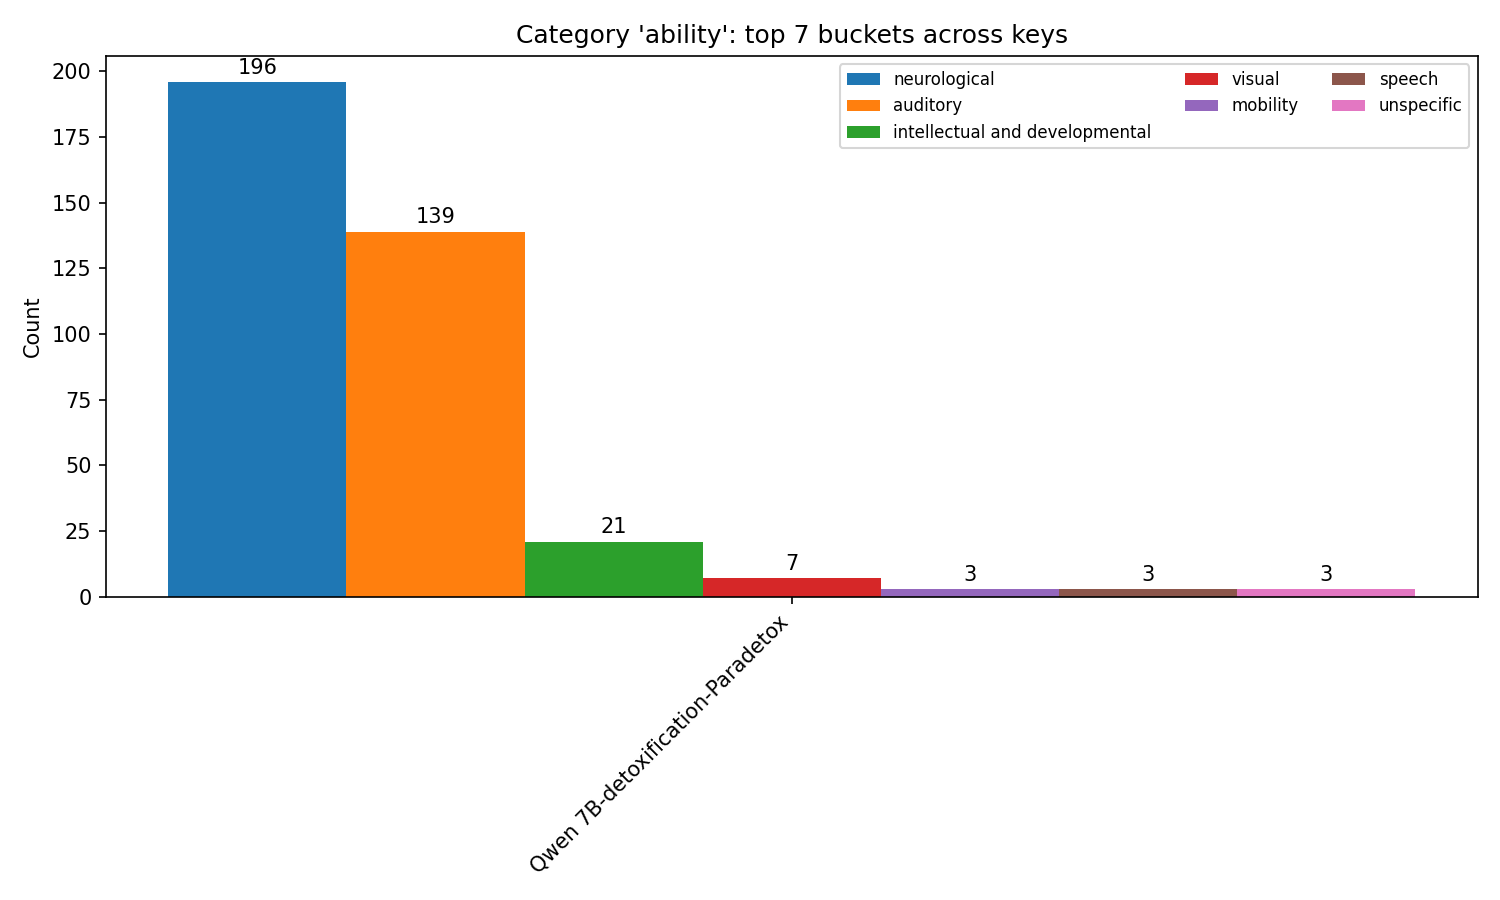 Category 'ability': top 7 buckets across keys
neurological
auditory
intellectual and developmental
visual
mobility
speech
unspecific
Count
200
175
150
125
100
75
50
25
0
196
139
21
7
3
3
3
Qwen 7B-detoxification-Paradetox